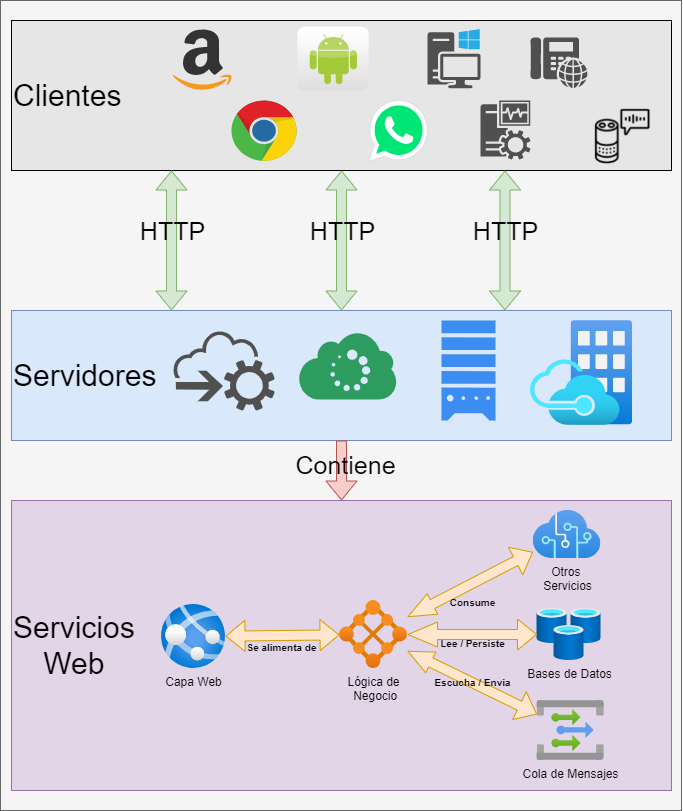 Clientes
HTTP
HTTP
HTTP
Servidores
Contiene
Servicios
Web
Otros
Servicios
Consume
Se alimenta de
Lee / Persiste
Capa Web
Lógica de
Negocio
Bases de Datos
Escucha / Envia
Cola de Mensajes